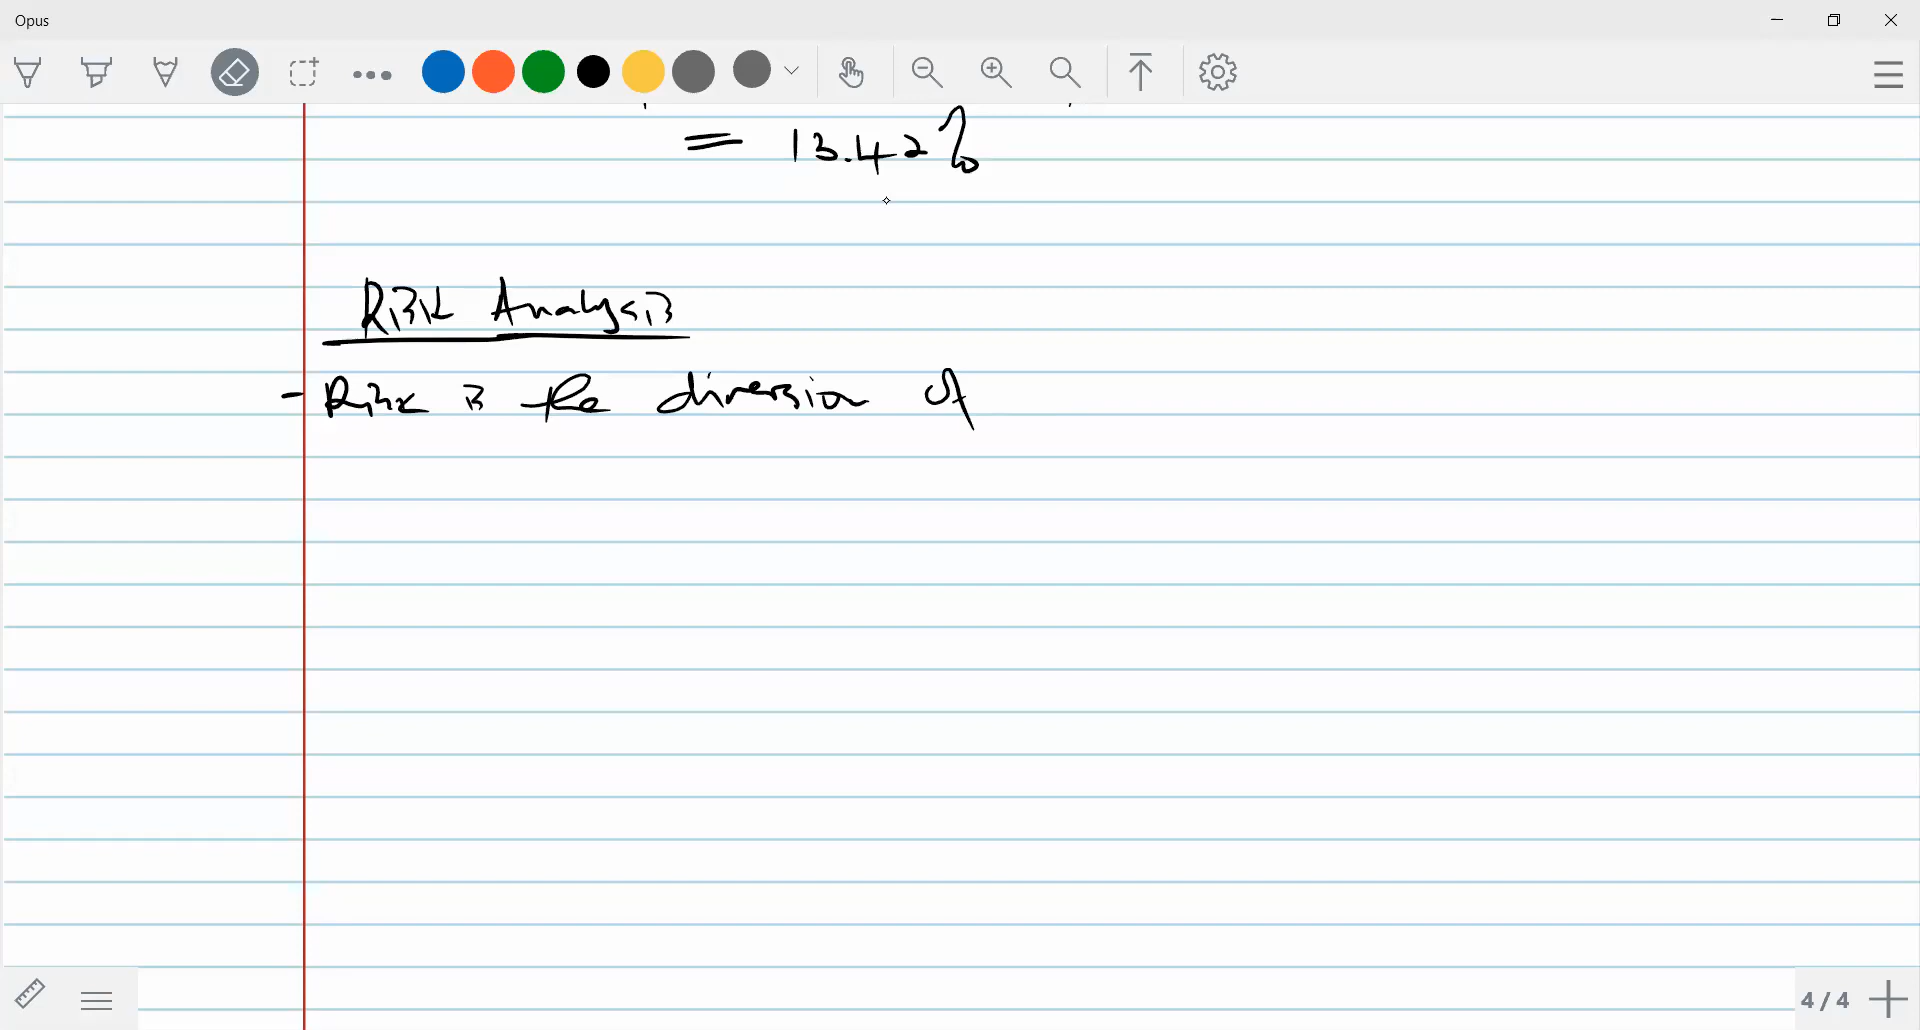 Opus
= 13.42%
Risk Analysis
- Risk is the diversion of
4 / 4